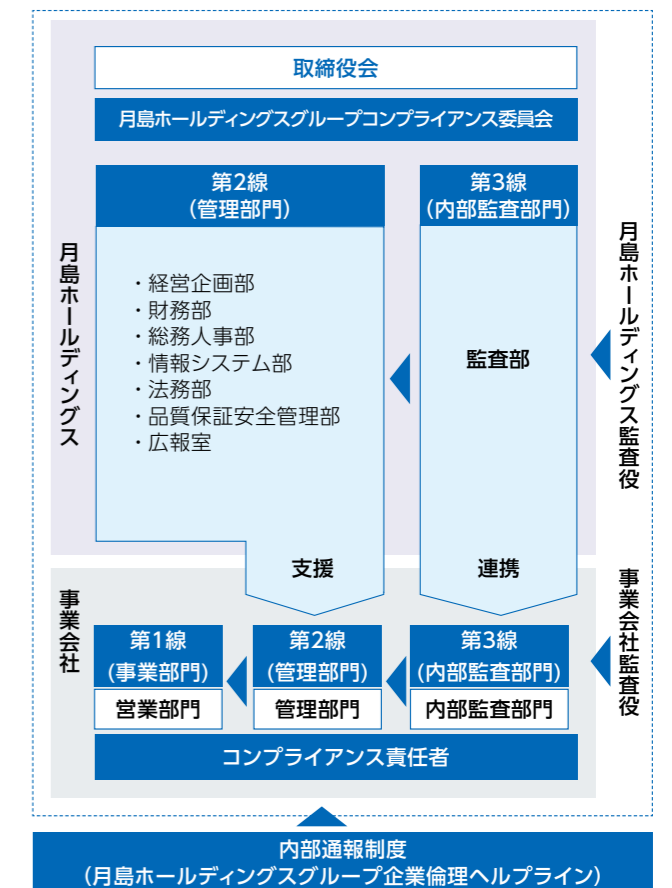 取締役会
月島ホールディングスグループコンプライアンス委員会
第2線
(管理部門)
第3線
(内部監査部門)
月島ホールディングス
・経営企画部
・財務部
・総務人事部
・情報システム部
・法務部
・品質保証安全管理部
・広報室
監査部
月島ホールディングス監査役
支援
連携
事業会社
第1線
(事業部門)
営業部門
第2線
(管理部門)
管理部門
第3線
(内部監査部門)
内部監査部門
事業会社監査役
コンプライアンス責任者
内部通報制度
(月島ホールディングスグループ企業倫理ヘルプライン)